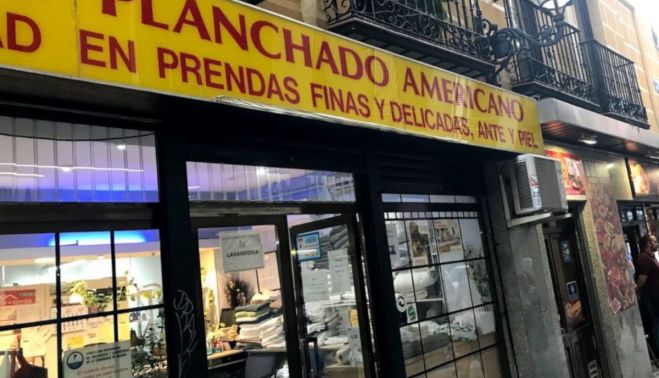 PLANCHADO AMERICANO
AD EN PRENDAS FINAS Y DELICADAS, ANTE Y PIEL
LAVANDERIA